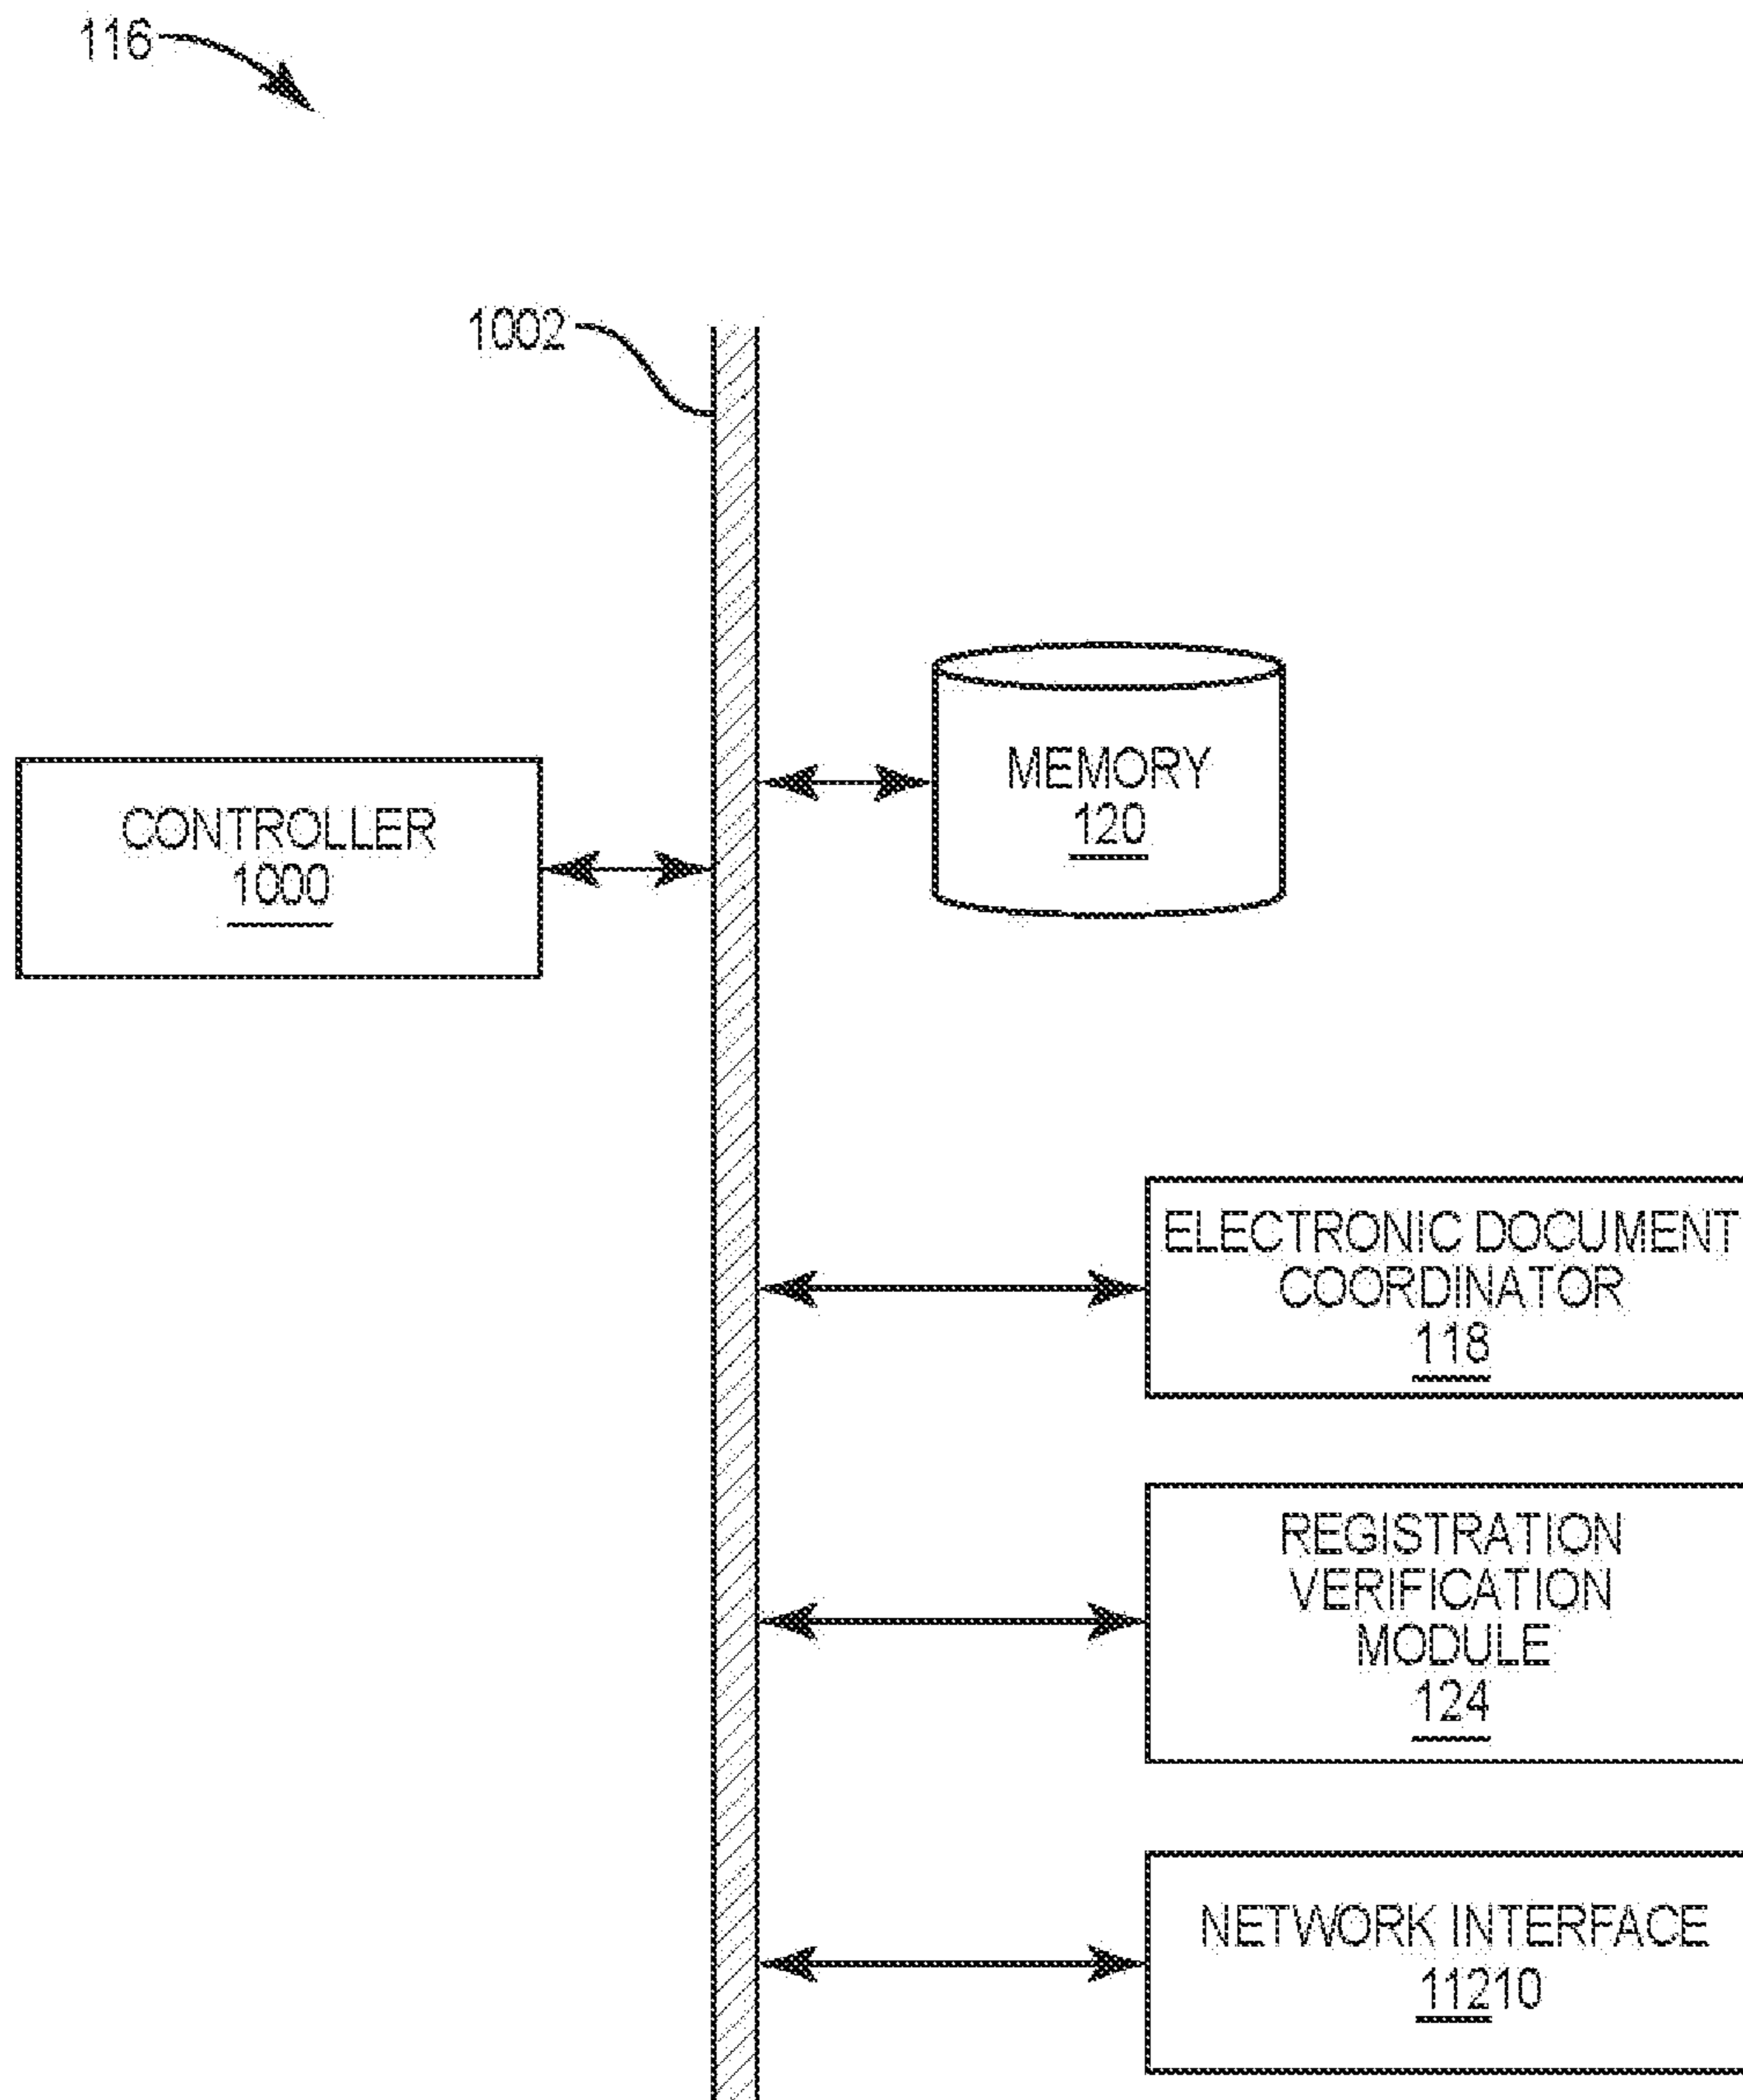 116
1002
MEMORY
120
CONTROLLER
1000
ELECTRONIC DOCUMENT
COORDINATOR
118
REGISTRATION
VERIFICATION
MODULE
124
NETWORK INTERFACE
11210